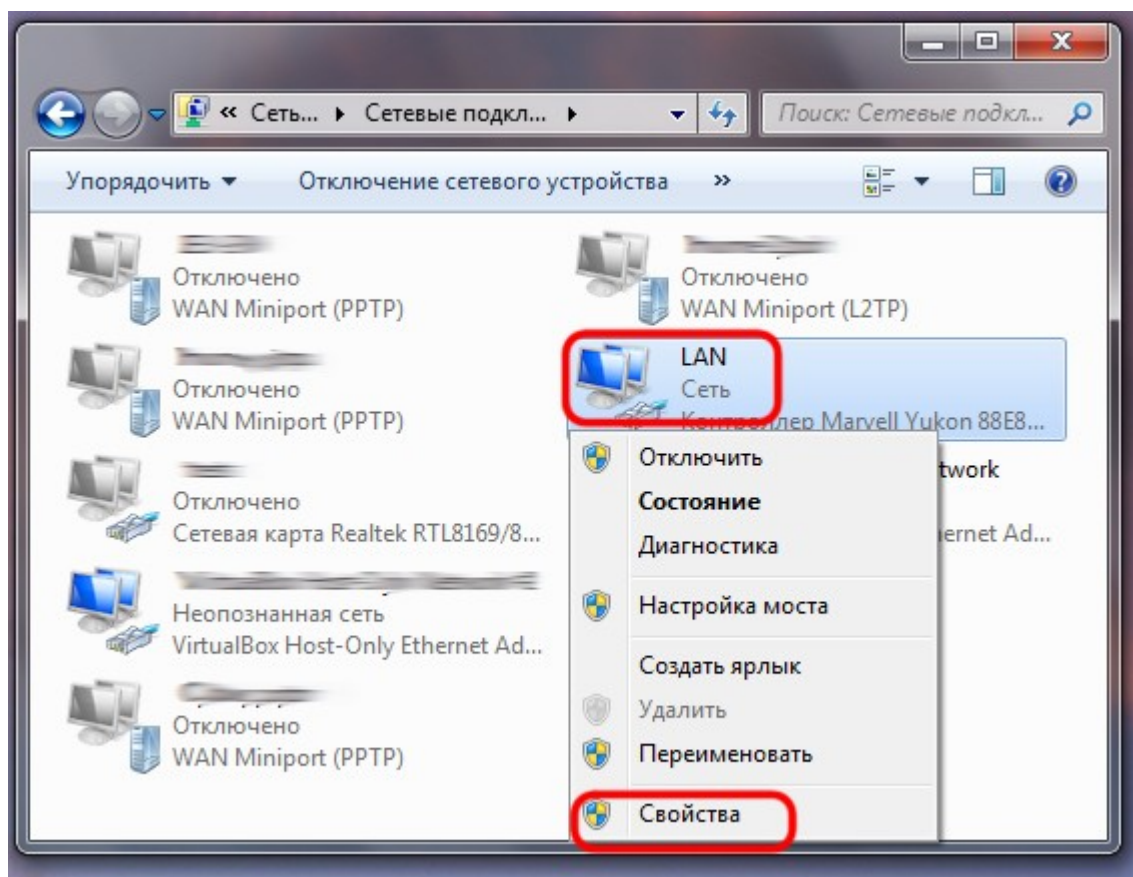 « Сеть... Сетевые подкл...
Поиск: Сетевые подкл...
Упорядочить Отключение сетевого устройства »
Отключено
WAN Miniport (PPTP)
Отключено
WAN Miniport (L2TP)
Отключено
WAN Miniport (PPTP)
LAN
Сеть
Контроллер Marvell Yukon 88E8...
Отключено
Сетевая карта Realtek RTL8169/8...
twork
ernet Ad...
Неопознанная сеть
VirtualBox Host-Only Ethernet Ad...
Отключено
WAN Miniport (PPTP)
Отключить
Состояние
Диагностика
Настройка моста
Создать ярлык
Удалить
Переименовать
Свойства